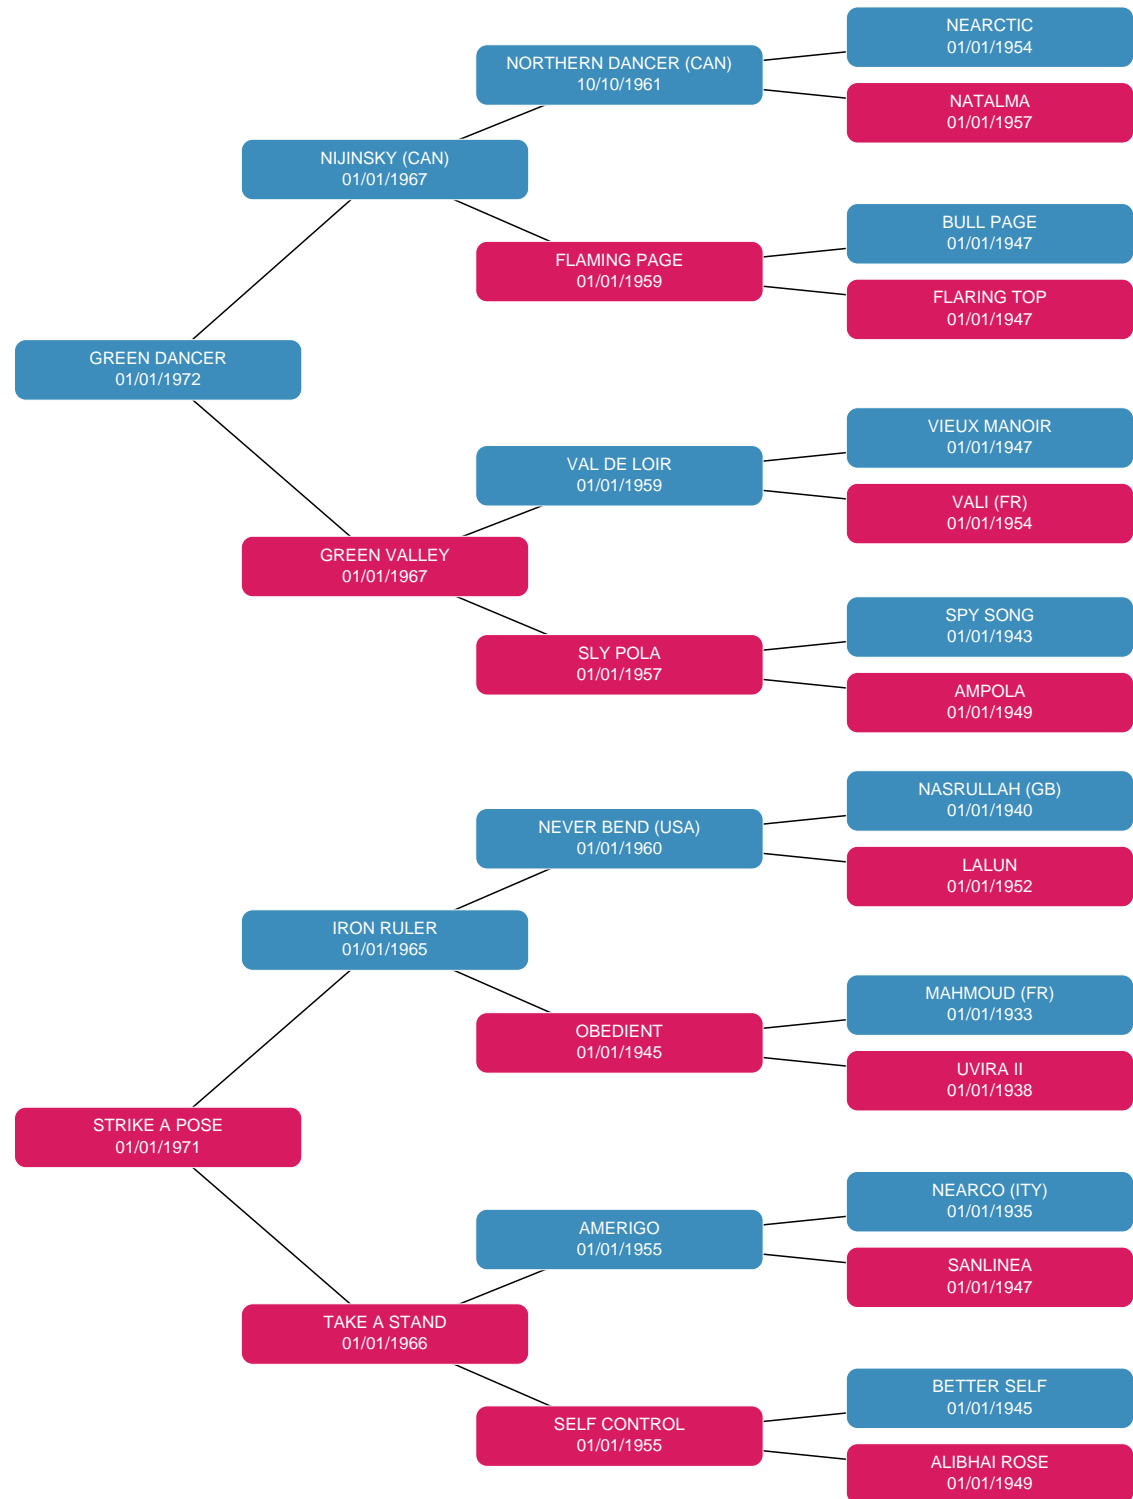 NEARCTIC
01/01/1954
NORTHERN DANCER (CAN)
10/10/1961
NATALMA
01/01/1957
NIJINSKY (CAN)
01/01/1967
BULL PAGE
01/01/1947
FLAMING PAGE
01/01/1959
FLARING TOP
01/01/1947
GREEN DANCER
01/01/1972
VIEUX MANOIR
01/01/1947
VAL DE LOIR
01/01/1959
VALI (FR)
01/01/1954
GREEN VALLEY
01/01/1967
SPY SONG
01/01/1943
SLY POLA
01/01/1957
AMPOLA
01/01/1949
NASRULLAH (GB)
01/01/1940
NEVER BEND (USA)
01/01/1960
LALUN
01/01/1952
IRON RULER
01/01/1965
MAHMOUD (FR)
01/01/1933
OBEDIENT
01/01/1945
UVIRA II
01/01/1938
STRIKE A POSE
01/01/1971
NEARCO (ITY)
01/01/1935
AMERIGO
01/01/1955
SANLINEA
01/01/1947
TAKE A STAND
01/01/1966
BETTER SELF
01/01/1945
SELF CONTROL
01/01/1955
ALIBHAI ROSE
01/01/1949